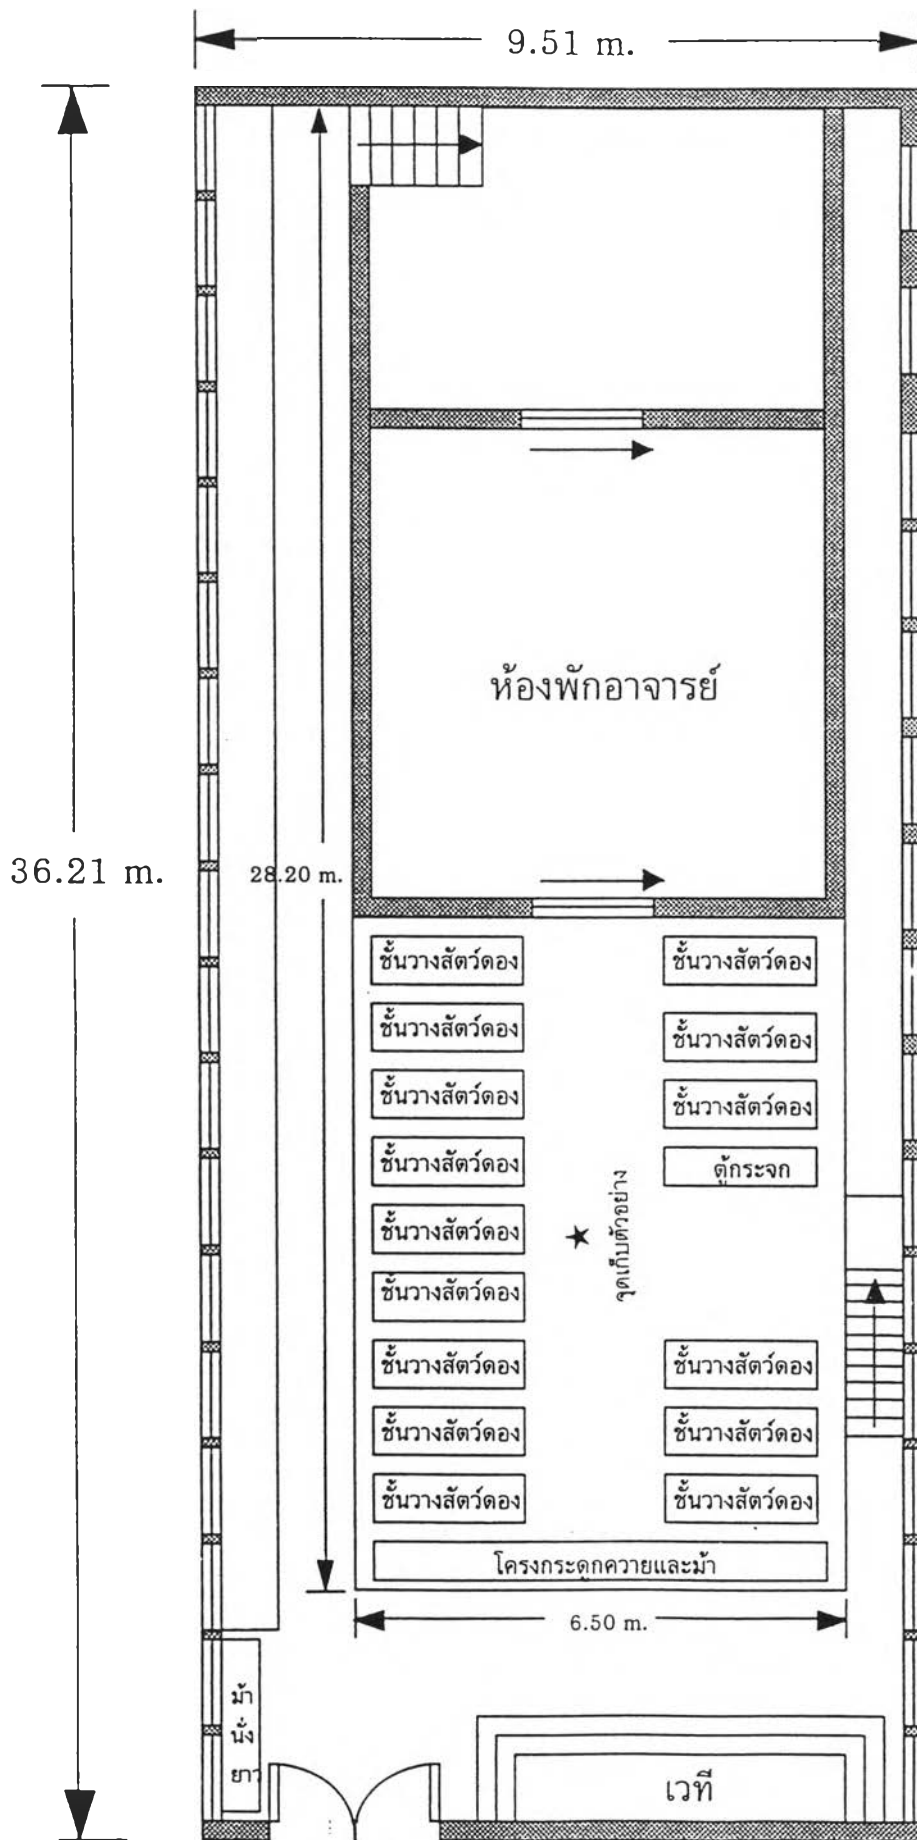 9.51 m.
36.21 m.
28.20 m.
ห้องพักอาจารย์
ชั้นวางสัตว์ดอง
ชั้นวางสัตว์ดอง
ชั้นวางสัตว์ดอง
ชั้นวางสัตว์ดอง
ชั้นวางสัตว์ดอง
ชั้นวางสัตว์ดอง
ชั้นวางสัตว์ดอง
ชั้นวางสัตว์ดอง
ชั้นวางสัตว์ดอง
ชั้นวางสัตว์ดอง
ชั้นวางสัตว์ดอง
ชั้นวางสัตว์ดอง
ตู้กระจก
จุดเก็บตัวอย่าง
ชั้นวางสัตว์ดอง
ชั้นวางสัตว์ดอง
ชั้นวางสัตว์ดอง
โครงกระดูกควายและม้า
6.50 m.
ม้า
นั่ง
ยาว
เวที